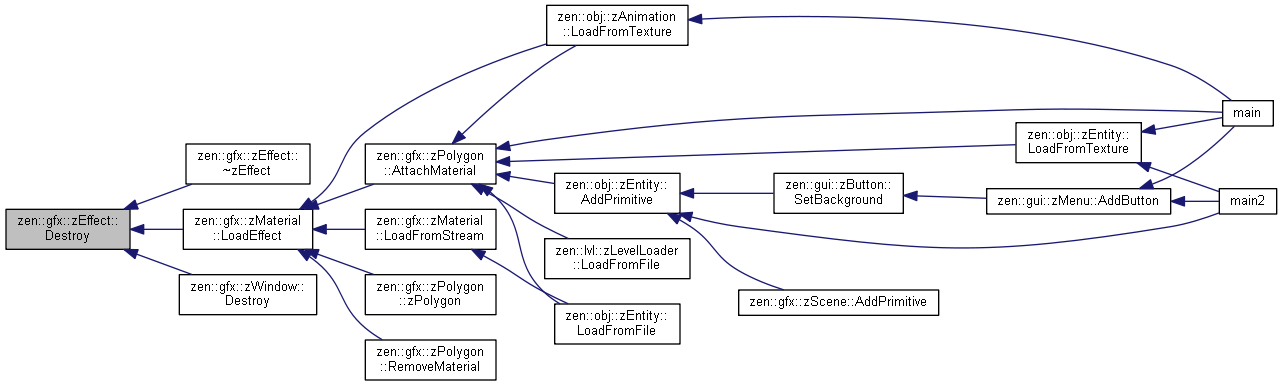 zen::obj::zAnimation
::LoadFromTexture
main
zen::obj::zEntity::
LoadFromTexture
zen::gfx::zEffect::
~zEffect
zen::gfx::zPolygon
::AttachMaterial
zen::obj::zEntity::
AddPrimitive
zen::gui::zButton::
SetBackground
zen::gui::zMenu::AddButton
main2
zen::gfx::zEffect::
Destroy
zen::gfx::zMaterial
::LoadEffect
zen::gfx::zMaterial
::LoadFromStream
zen::lvl::zLevelLoader
::LoadFromFile
zen::gfx::zWindow::
Destroy
zen::gfx::zPolygon
::zPolygon
zen::gfx::zScene::AddPrimitive
zen::obj::zEntity::
LoadFromFile
zen::gfx::zPolygon
::RemoveMaterial